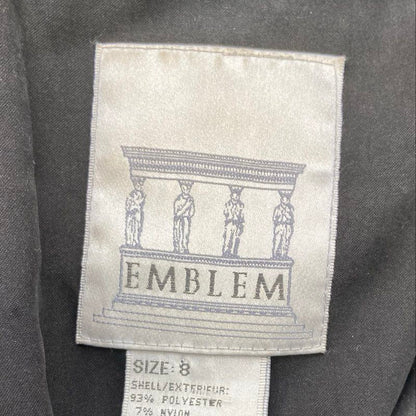 EMBLEM
SIZE: 8
SHELL/EXTERIEUR:
93% POLYESTER
7% NYLON